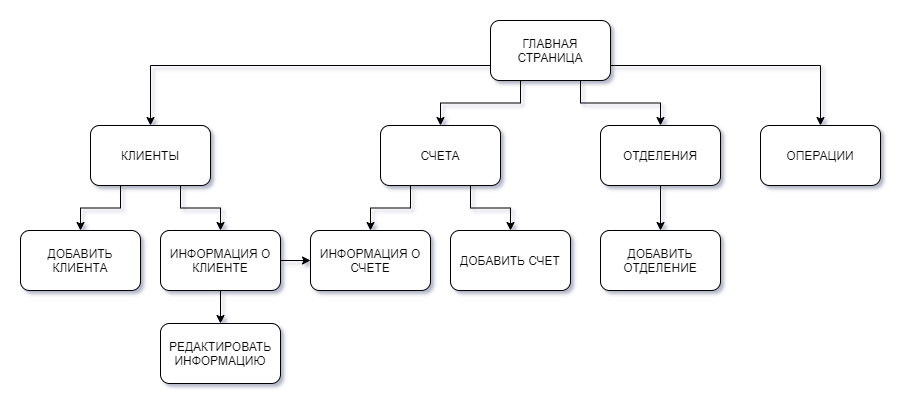 ГЛАВНАЯ
СТРАНИЦА
КЛИЕНТЫ
СЧЕТА
ОТДЕЛЕНИЯ
ОПЕРАЦИИ
ДОБАВИТЬ
КЛИЕНТА
ИНФОРМАЦИЯ О
КЛИЕНТЕ
ИНФОРМАЦИЯ О
СЧЕТЕ
ДОБАВИТЬ СЧЕТ
ДОБАВИТЬ
ОТДЕЛЕНИЕ
РЕДАКТИРОВАТЬ
ИНФОРМАЦИЮ